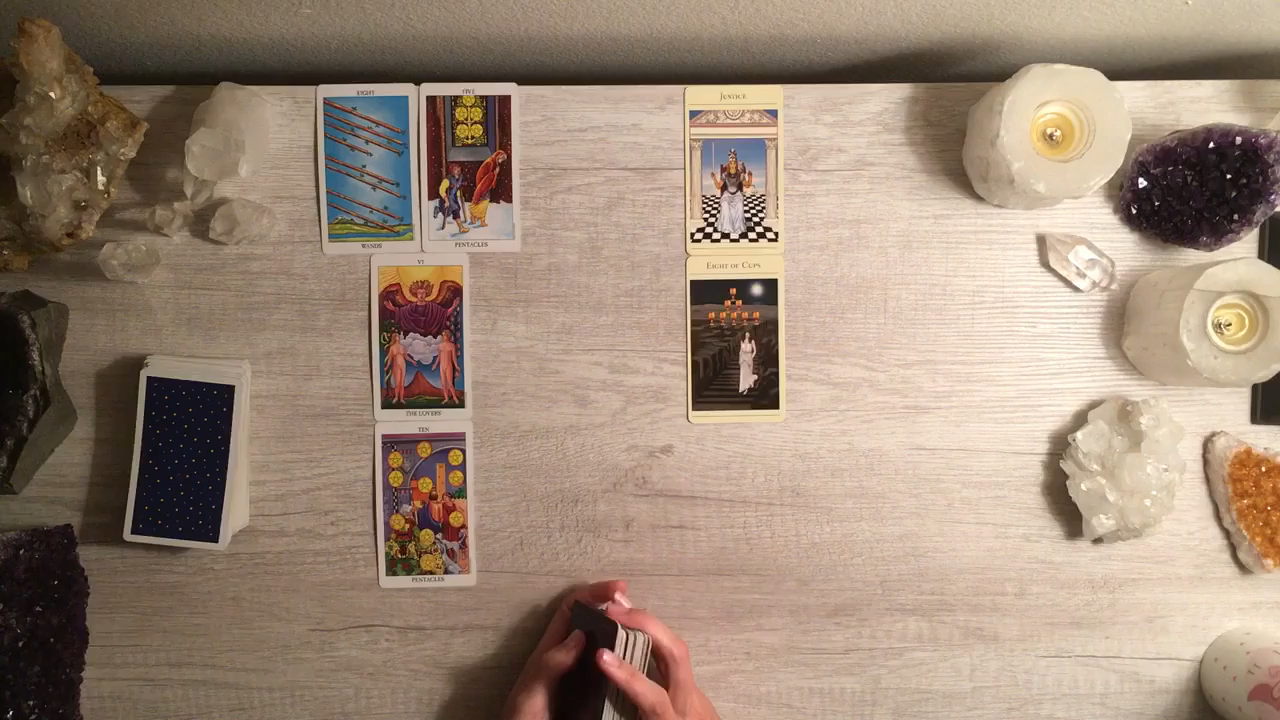 EIGHT
WANDS
FIVE
PENTACLES
VI
THE LOVERS
TEN
PENTACLES
JUSTICE
EIGHT OF CUPS